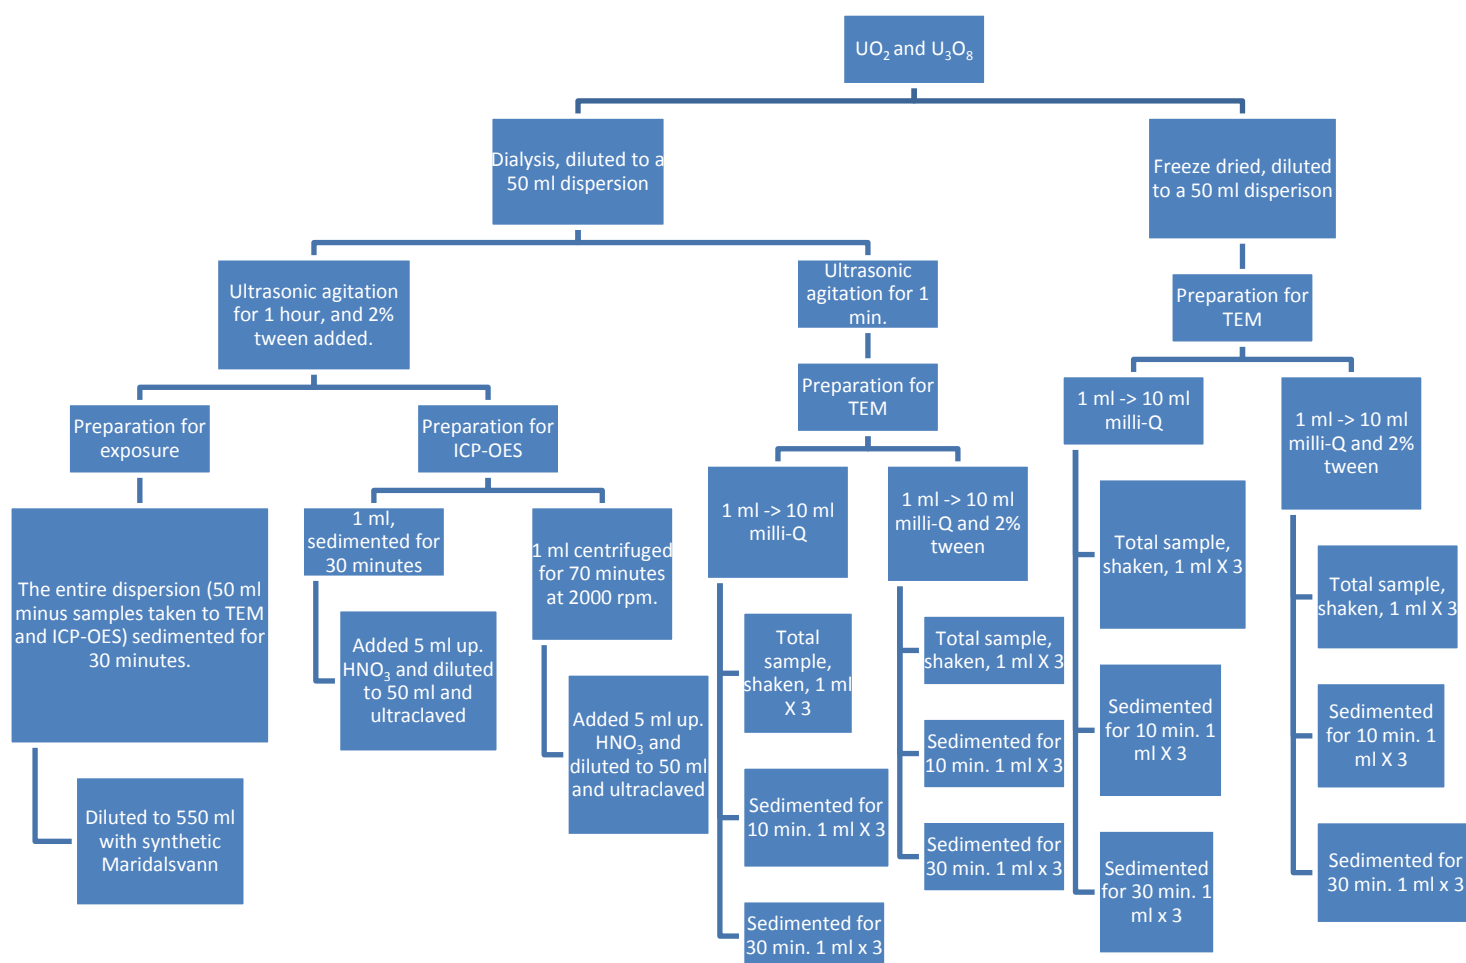 UO₂ and U₃O₈
Dialysis, diluted to a
50 ml dispersion
Freeze dried, diluted
to a 50 ml disperison
Ultrasonic agitation
for 1 hour, and 2%
tween added.
Ultrasonic
agitation for 1
min.
Preparation for
TEM
Preparation for
exposure
Preparation for
ICP-OES
Preparation for
TEM
1 ml -> 10 ml
milli-Q
1 ml -> 10 ml
milli-Q and 2%
tween
The entire dispersion (50 ml
minus samples taken to TEM
and ICP-OES) sedimented for
30 minutes.
1 ml,
sedimented for
30 minutes
1 ml centrifuged
for 70 minutes
at 2000 rpm.
1 ml -> 10 ml
milli-Q
1 ml -> 10 ml
milli-Q and 2%
tween
Total sample,
shaken, 1 ml X 3
Total sample,
shaken, 1 ml X 3
Added 5 ml up.
HNO₃ and diluted
to 50 ml and
ultraclaved
Added 5 ml up.
HNO₃ and
diluted to 50 ml
and ultraclaved
Total
sample,
shaken, 1 ml
X 3
Total sample,
shaken, 1 ml X 3
Sedimented
for 10 min. 1
ml X 3
Sedimented
for 10 min. 1
ml X 3
Diluted to 550 ml
with synthetic
Maridalsvann
Sedimented for
10 min. 1 ml X 3
Sedimented for
10 min. 1 ml X 3
Sedimented for
30 min. 1 ml x 3
Sedimented for
30 min. 1 ml x 3
Sedimented
for 30 min. 1
ml x 3
Sedimented for
30 min. 1 ml x 3